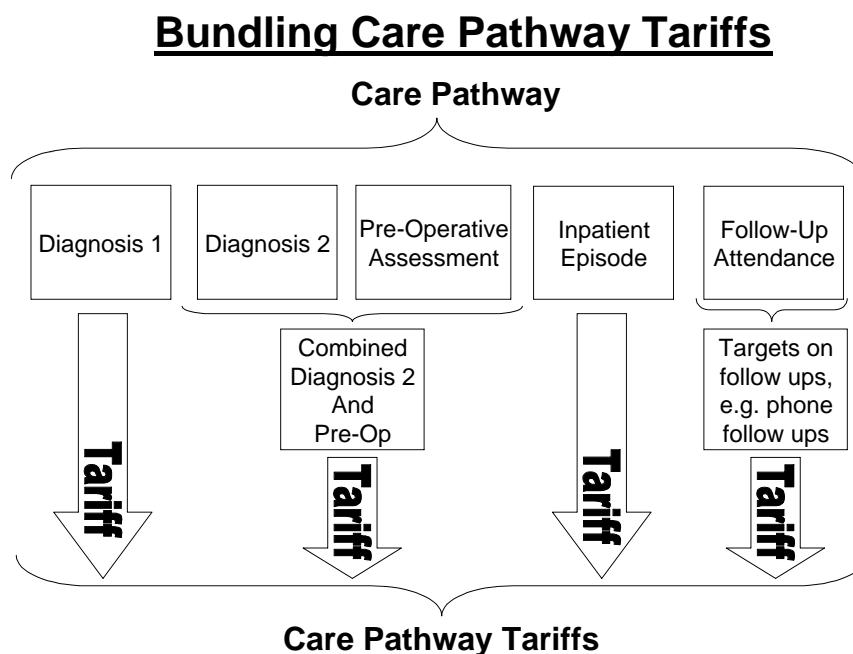 Bundling Care Pathway Tariffs
Care Pathway
Diagnosis 1
Diagnosis 2
Pre-Operative
Assessment
Inpatient
Episode
Follow-Up
Attendance
Combined
Diagnosis 2
And
Pre-Op
Targets on
follow ups,
e.g. phone
follow ups
Tariff
Tariff
Tariff
Tariff
Care Pathway Tariffs